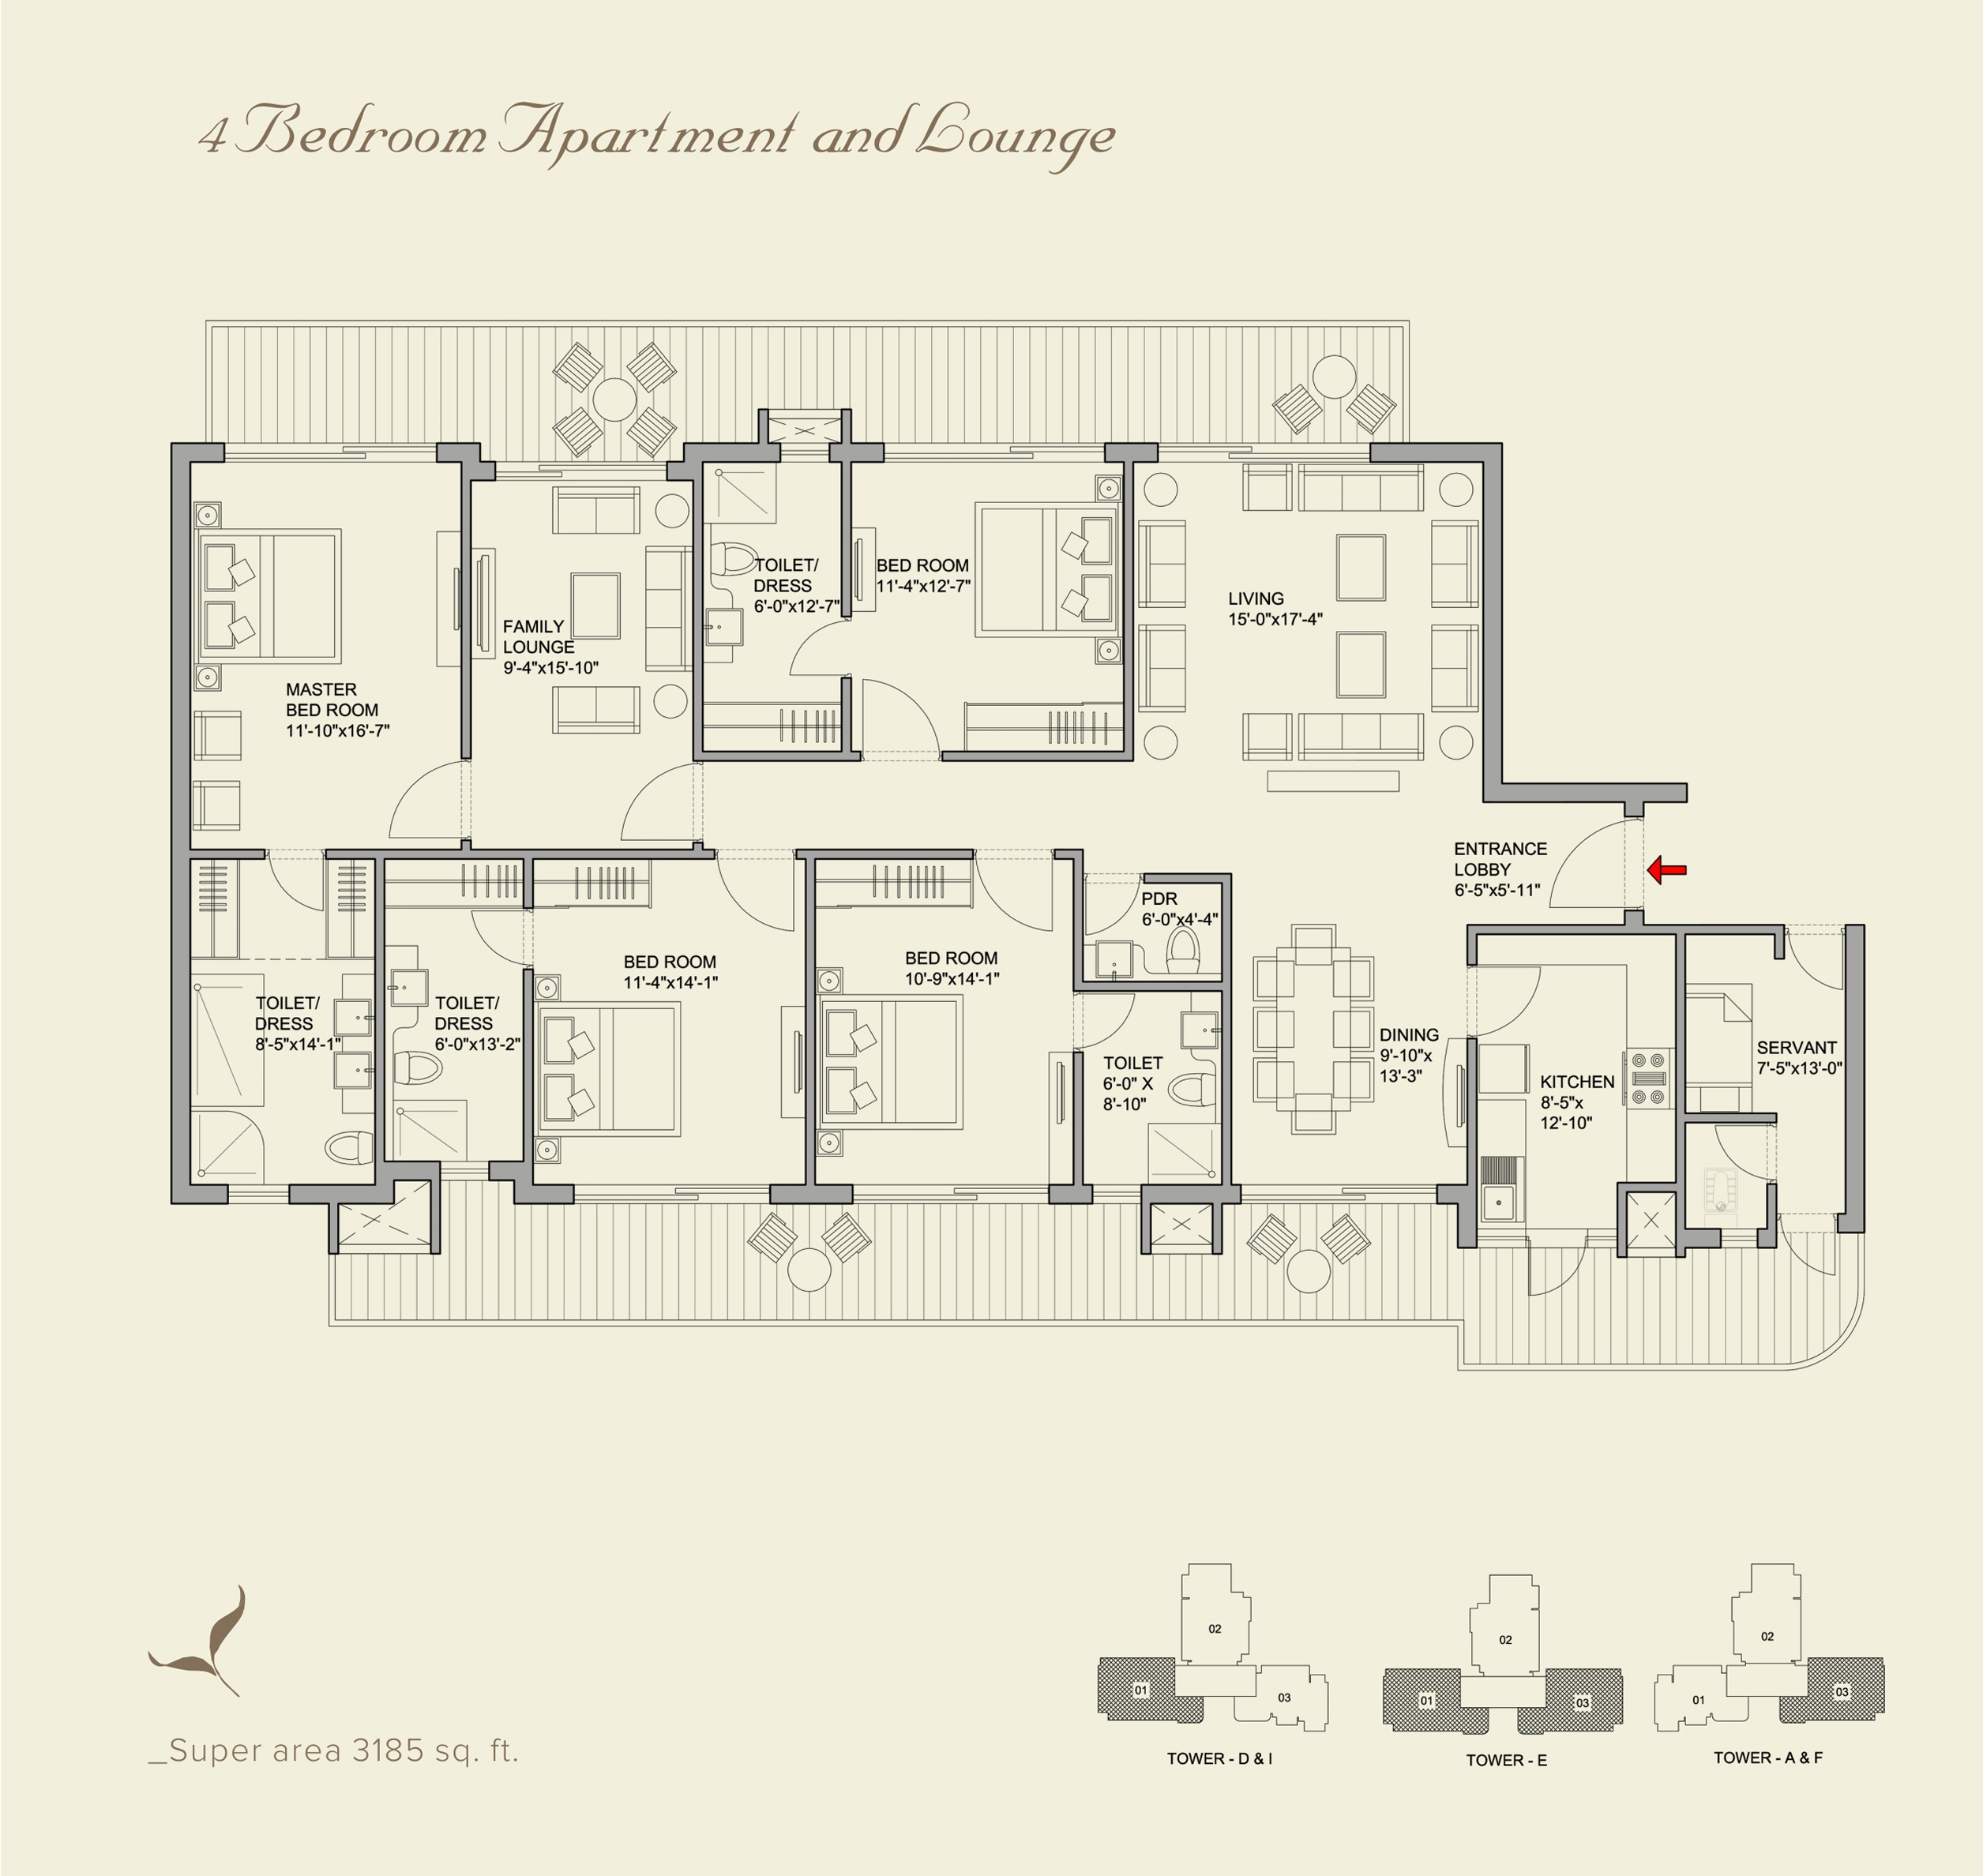 4 Bedroom Apartment and Lounge
TOILET/
DRESS
6'-0"x12'-7"
BED ROOM
11'-4"x12'-7"
LIVING
15'-0"x17'-4"
FAMILY
LOUNGE
9'-4"x15'-10"
MASTER
BED ROOM
11'-10"x16'-7"
ENTRANCE
LOBBY
6'-5"x5'-11"
PDR
6'-0"x4'-4"
BED ROOM
11'-4"x14'-1"
BED ROOM
10'-9"x14'-1"
TOILET/
DRESS
8'-5"x14'-1"
TOILET/
DRESS
6'-0"x13'-2"
TOILET
6'-0" X
8'-10"
DINING
9'-10"x
13'-3"
KITCHEN
8'-5"x
12'-10"
SERVANT
7'-5"x13'-0"
02
01
03
TOWER - D & I
02
01
03
TOWER - E
02
01
03
TOWER - A & F
_Super area 3185 sq. ft.